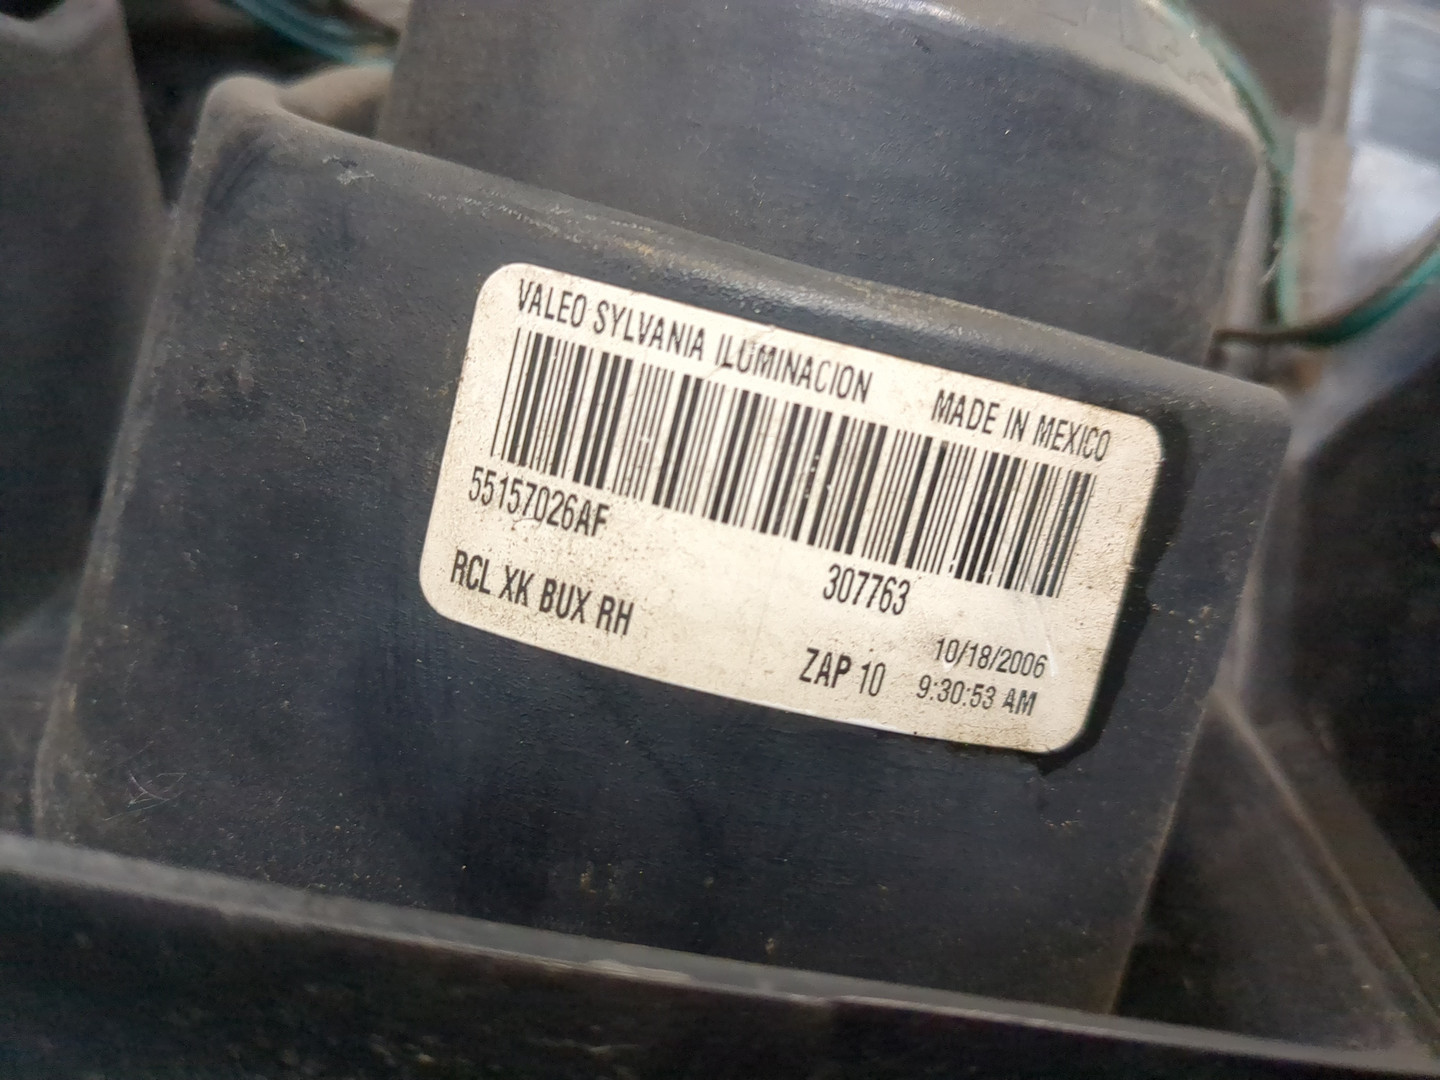 VALEO SYLVANIA ILUMINACION MADE IN MEXICO
55157026AF
307763
RCL XK BUX RH
ZAP 10
10/18/2006
9:30:53 AM